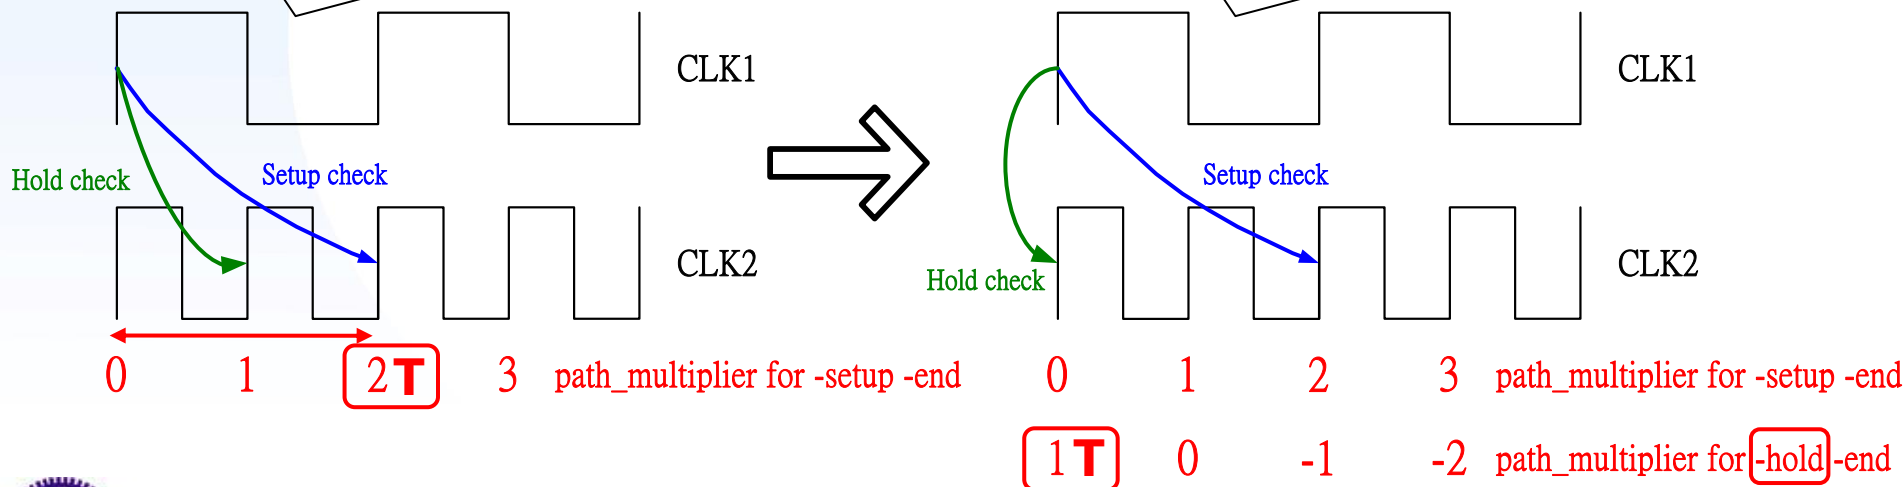 CLK1
Hold check
Setup check
CLK2
0 1 2T 3 path_multiplier for -setup -end
CLK1
Setup check
Hold check
CLK2
0 1 2 3 path_multiplier for -setup -end
1T 0 -1 -2 path_multiplier for -hold -end